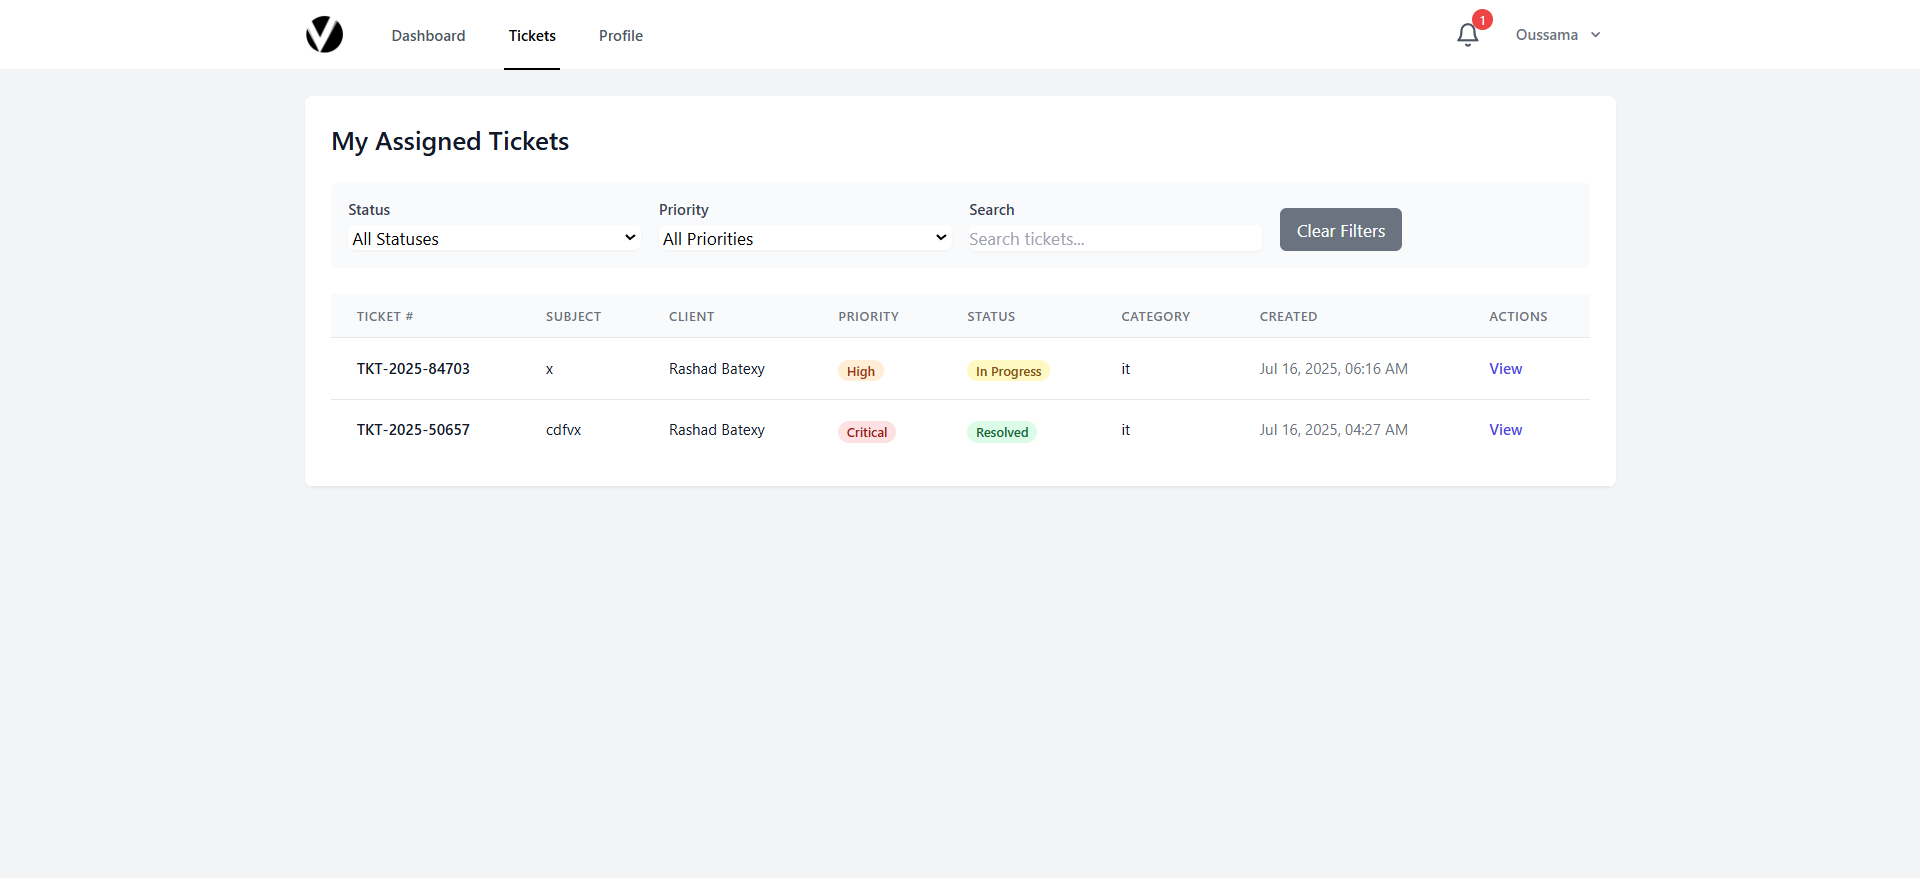 Dashboard Tickets Profile 1 Oussama
My Assigned Tickets
Status Priority Search
All Statuses All Priorities Search tickets... Clear Filters
TICKET # SUBJECT CLIENT PRIORITY STATUS CATEGORY CREATED ACTIONS
TKT-2025-84703 x Rashad Batexy High In Progress it Jul 16, 2025, 06:16 AM View
TKT-2025-50657 cdfvx Rashad Batexy Critical Resolved it Jul 16, 2025, 04:27 AM View